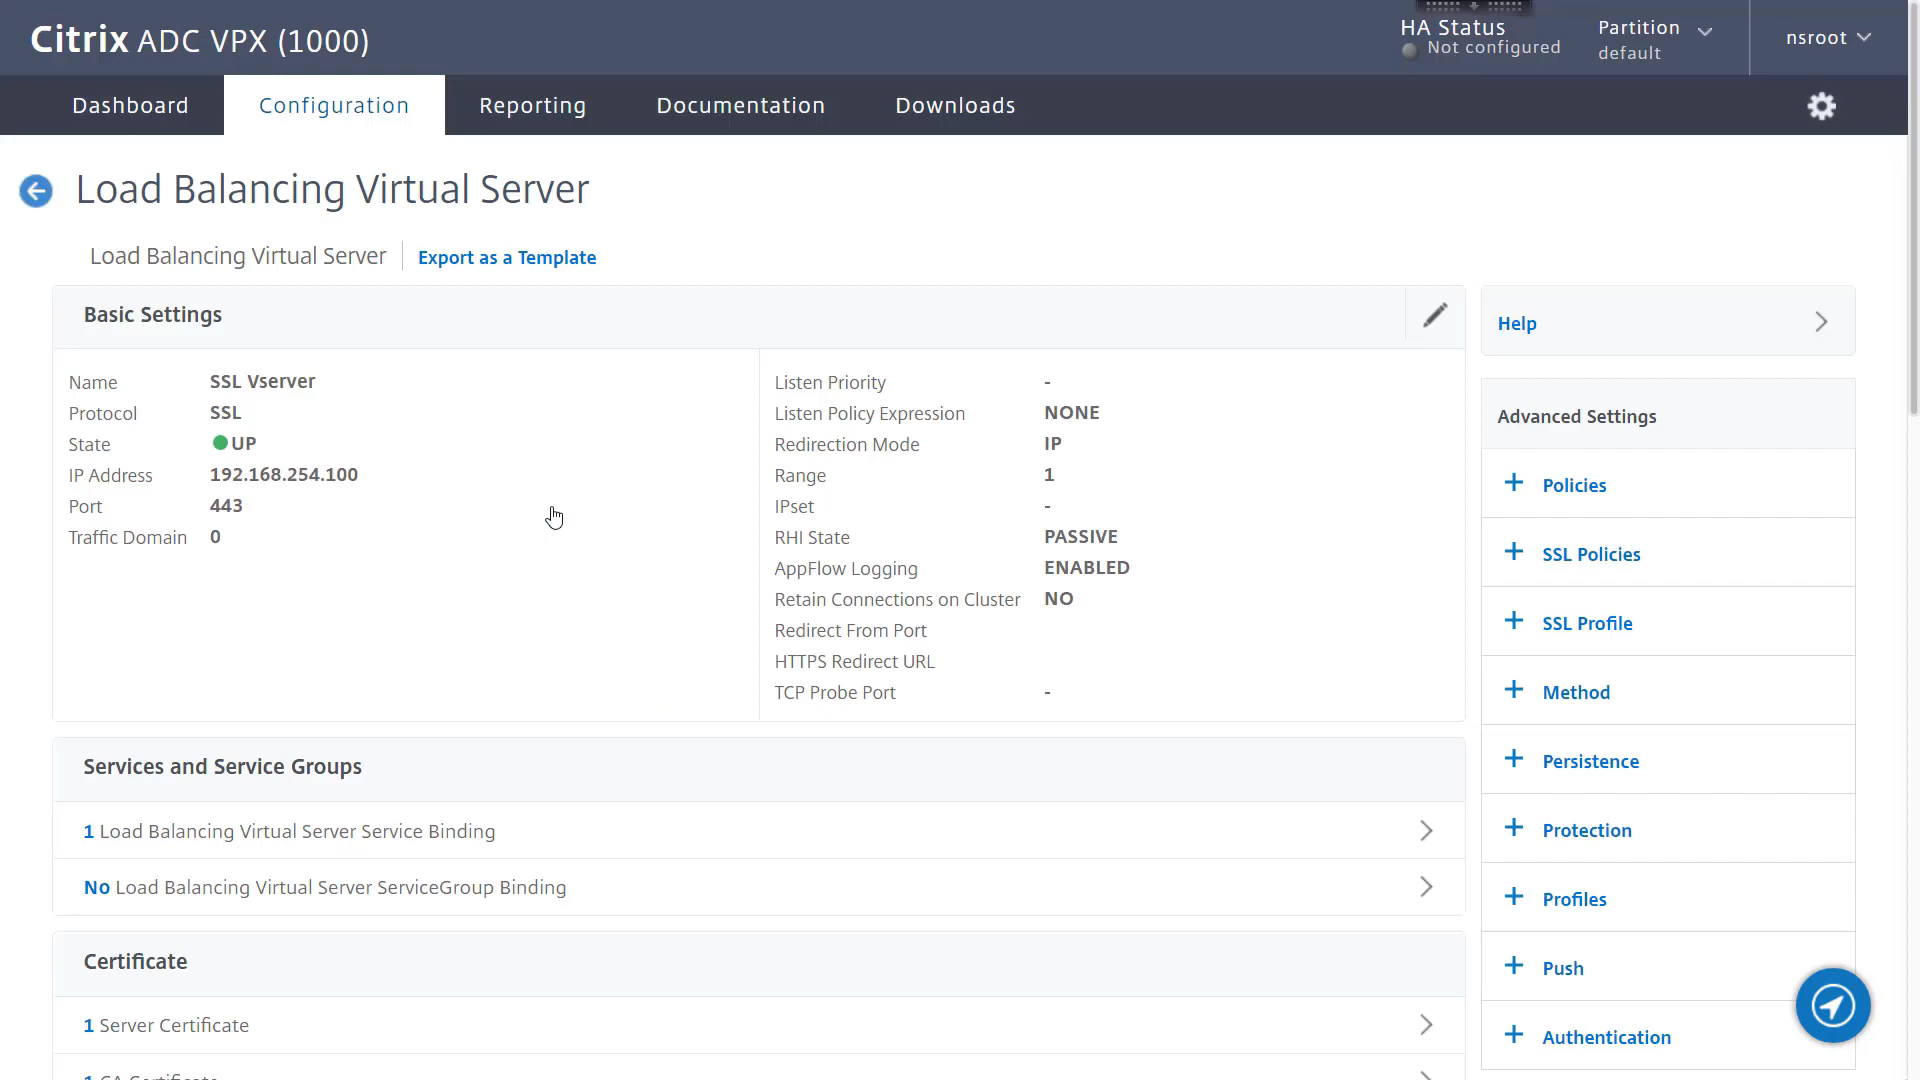 Citrix ADC VPX (1000)
HA Status
Not configured
Partition
default
nsroot
Dashboard
Configuration
Reporting
Documentation
Downloads
Load Balancing Virtual Server
Load Balancing Virtual Server
Export as a Template
Basic Settings
Name SSL Vserver
Protocol SSL
State UP
IP Address 192.168.254.100
Port 443
Traffic Domain 0
Listen Priority -
Listen Policy Expression NONE
Redirection Mode IP
Range 1
IPset -
RHI State PASSIVE
AppFlow Logging ENABLED
Retain Connections on Cluster NO
Redirect From Port
HTTPS Redirect URL
TCP Probe Port -
Services and Service Groups
1 Load Balancing Virtual Server Service Binding
No Load Balancing Virtual Server ServiceGroup Binding
Certificate
1 Server Certificate
1 CA Certificate
Help
Advanced Settings
+ Policies
+ SSL Policies
+ SSL Profile
+ Method
+ Persistence
+ Protection
+ Profiles
+ Push
+ Authentication